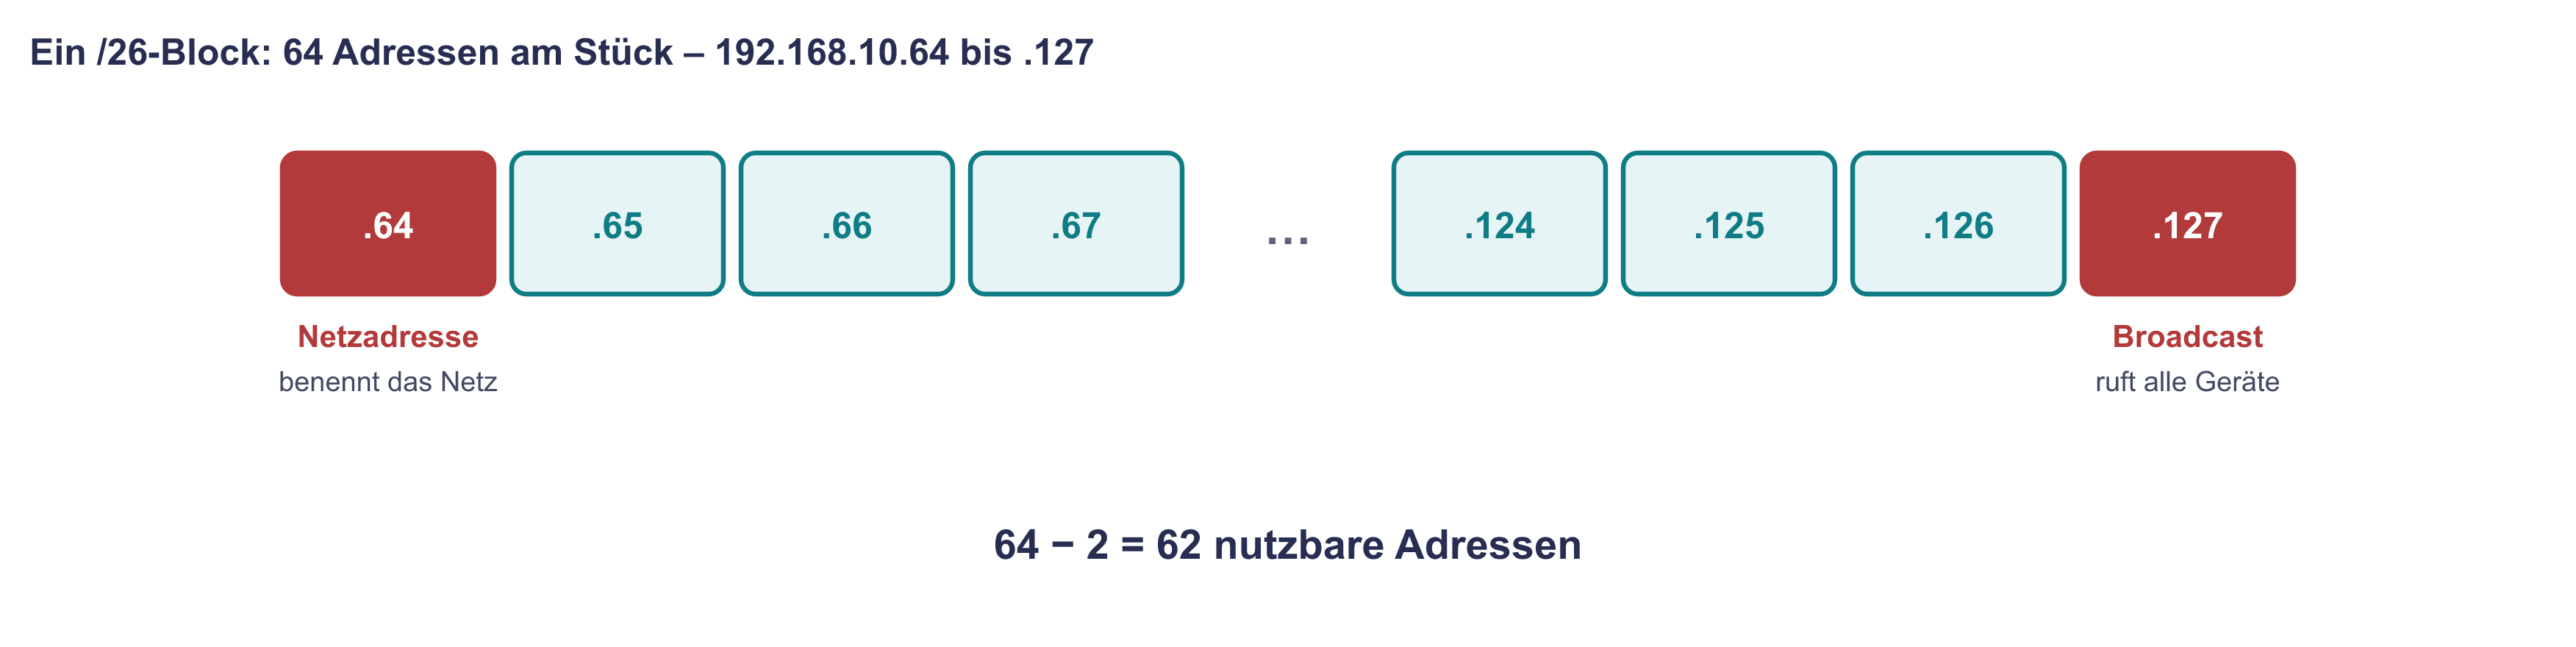 Ein /26-Block: 64 Adressen am Stück – 192.168.10.64 bis .127
.64 .65 .66 .67 ... .124 .125 .126 .127
Netzadresse Broadcast
benennt das Netz ruft alle Geräte
64 − 2 = 62 nutzbare Adressen